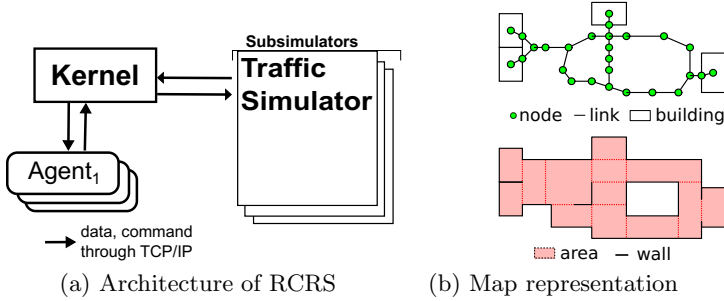 Subsimulators
Kernel
Traffic
Simulator
Agent1
data, command
through TCP/IP
(a) Architecture of RCRS
node link building
area wall
(b) Map representation